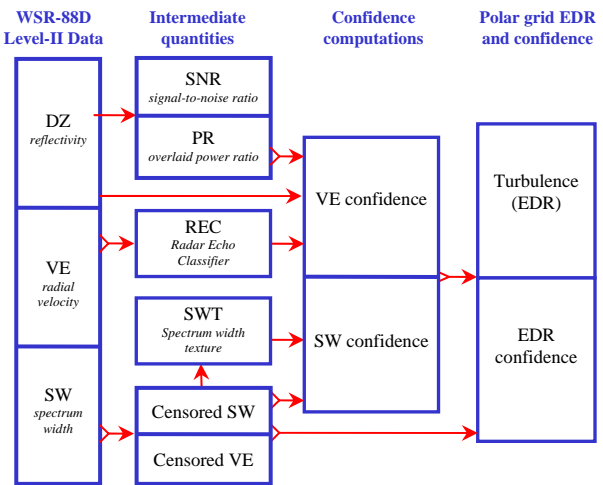 WSR-88D
Level-II Data
Intermediate
quantities
Confidence
computations
Polar grid EDR
and confidence
DZ
reflectivity
VE
radial
velocity
SW
spectrum
width
SNR
signal-to-noise ratio
PR
overlaid power ratio
REC
Radar Echo
Classifier
SWT
Spectrum width
texture
Censored SW
Censored VE
VE confidence
SW confidence
Turbulence
(EDR)
EDR
confidence